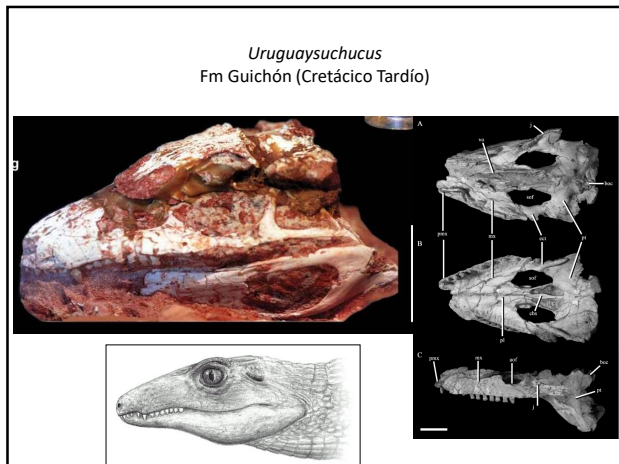 Uruguaysuchucus
Fm Guichón (Cretácico Tardío)
g
A
j
na
sof
boc
pmx
mx
ect
pt
B
sof
chs
pl
C
pmx
mx
aof
boc
j
pt